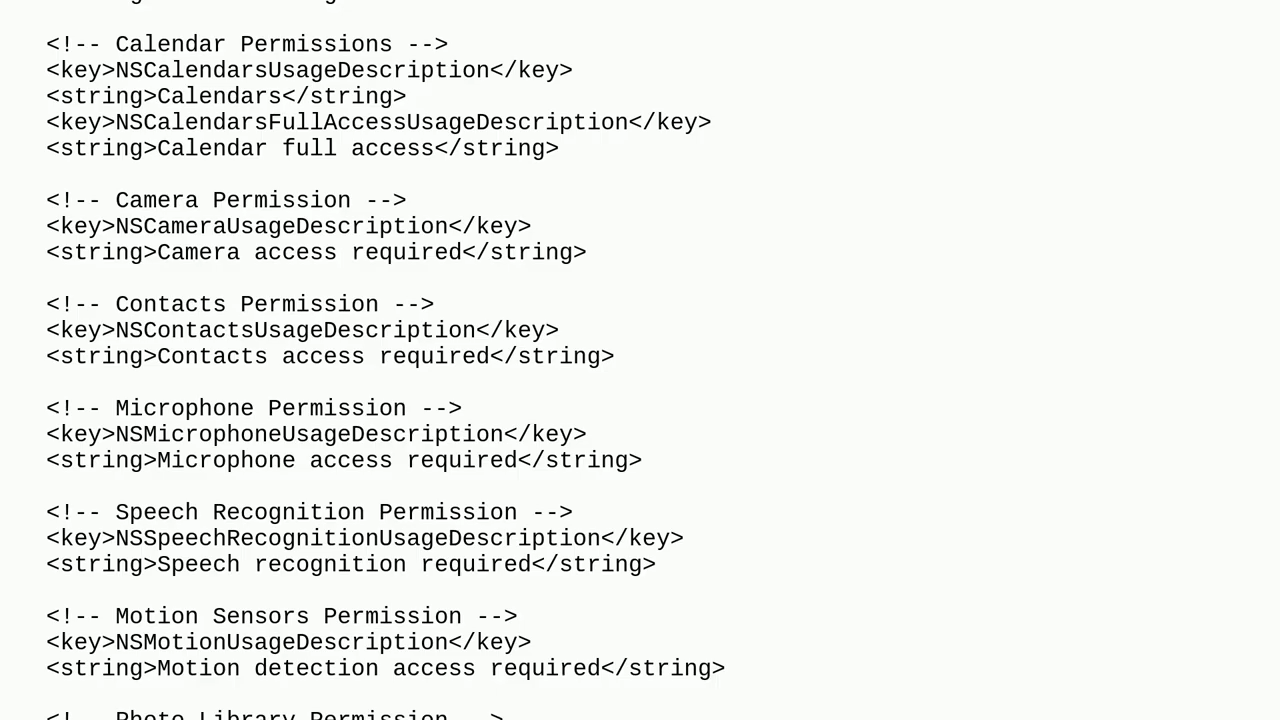 <!-- Calendar Permissions -->
<key>NSCalendarsUsageDescription</key>
<string>Calendars</string>
<key>NSCalendarsFullAccessUsageDescription</key>
<string>Calendar full access</string>
<!-- Camera Permission -->
<key>NSCameraUsageDescription</key>
<string>Camera access required</string>
<!-- Contacts Permission -->
<key>NSContactsUsageDescription</key>
<string>Contacts access required</string>
<!-- Microphone Permission -->
<key>NSMicrophoneUsageDescription</key>
<string>Microphone access required</string>
<!-- Speech Recognition Permission -->
<key>NSSpeechRecognitionUsageDescription</key>
<string>Speech recognition required</string>
<!-- Motion Sensors Permission -->
<key>NSMotionUsageDescription</key>
<string>Motion detection access required</string>
<!-- Photo Library Permission -->